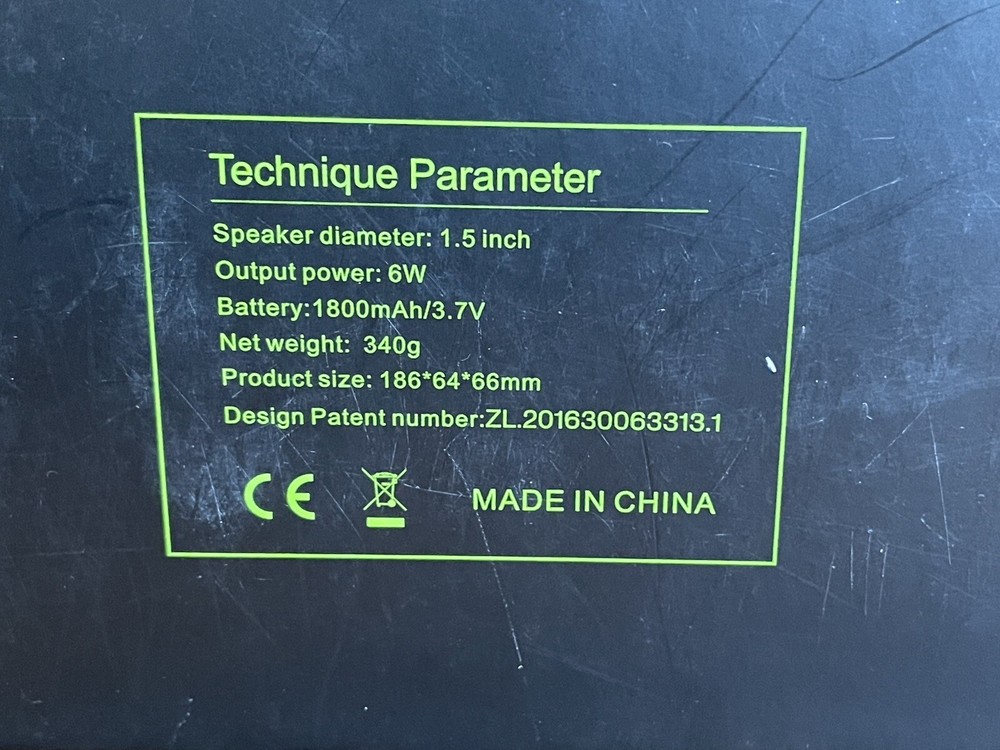 Technique Parameter
Speaker diameter: 1.5 inch
Output power: 6W
Battery:1800mAh/3.7V
Net weight: 340g
Product size: 186*64*66mm
Design Patent number:ZL.201630063313.1
CE MADE IN CHINA